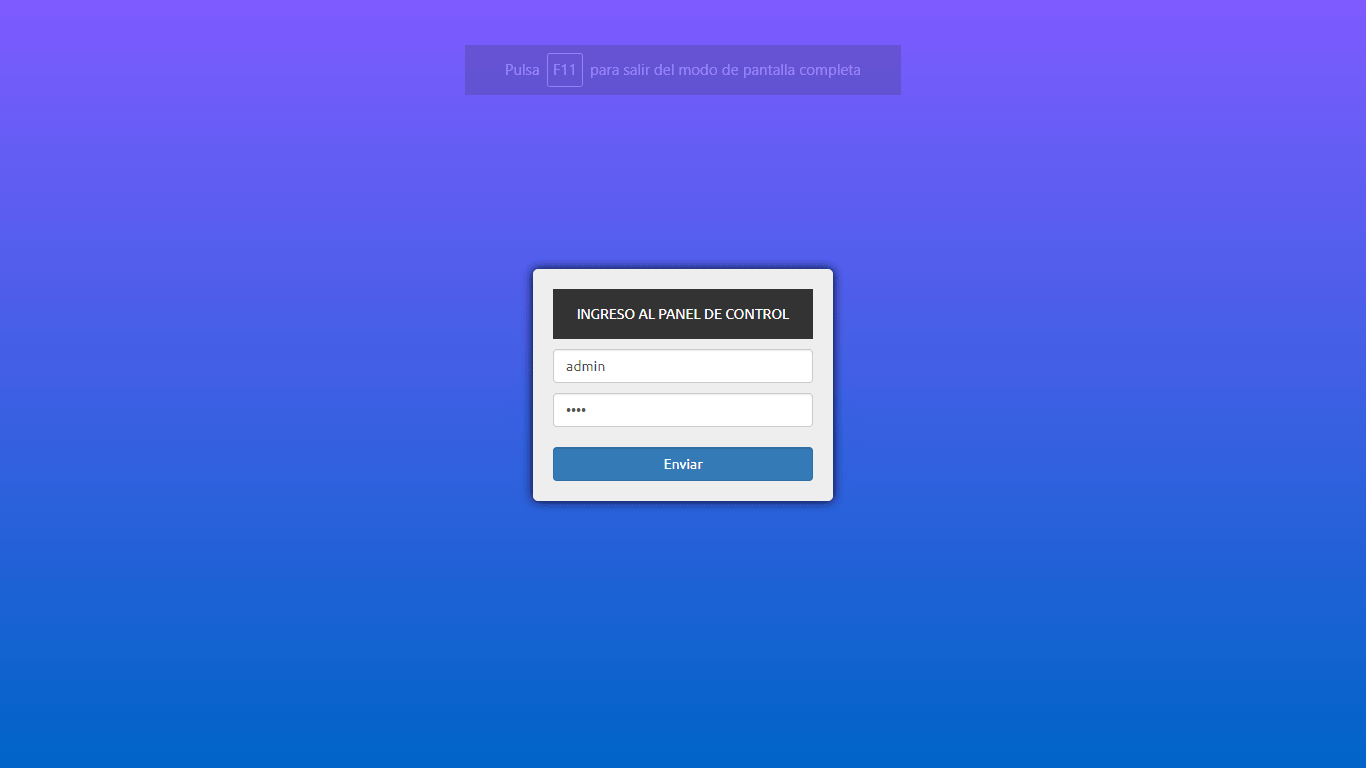 Pulsa F11 para salir del modo de pantalla completa
INGRESO AL PANEL DE CONTROL
admin
••••
Enviar